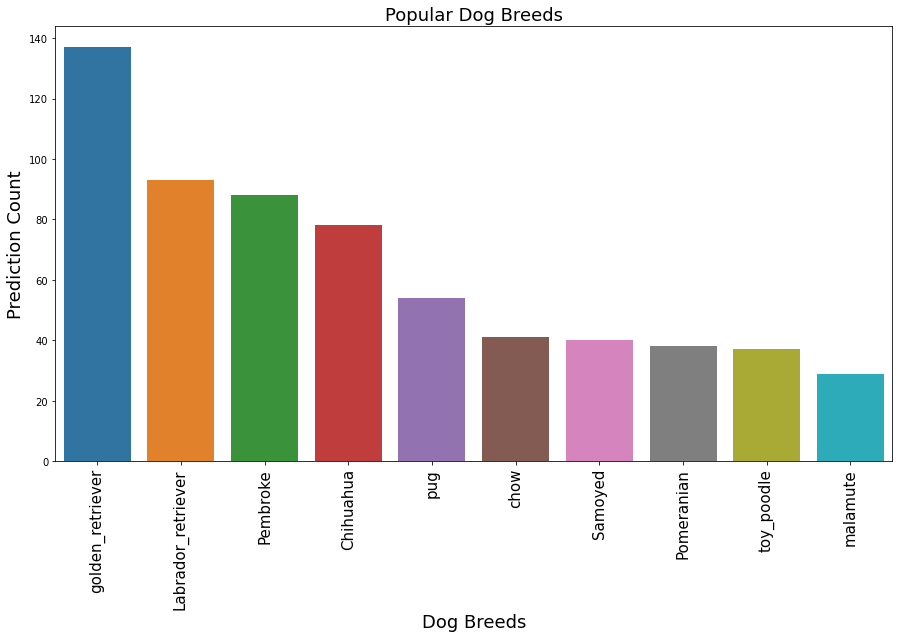 Popular Dog Breeds
Prediction Count
140
120
100
80
60
40
20
0
golden_retriever
Labrador_retriever
Pembroke
Chihuahua
pug
chow
Samoyed
Pomeranian
toy_poodle
malamute
Dog Breeds